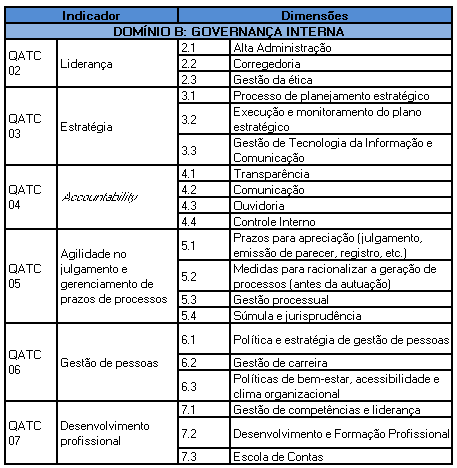 Indicador Dimensões
DOMÍNIO B: GOVERNANÇA INTERNA
QATC 02 Liderança
2.1 Alta Administração
2.2 Corregedoria
2.3 Gestão da ética
QATC 03 Estratégia
3.1 Processo de planejamento estratégico
3.2 Execução e monitoramento do plano
estratégico
3.3 Gestão de Tecnologia da Informação e
Comunicação
QATC 04 Accountability
4.1 Transparência
4.2 Comunicação
4.3 Ouvidoria
4.4 Controle Interno
QATC 05 Agilidade no
julgamento e
gerenciamento de
prazos de processos
5.1 Prazos para apreciação (julgamento,
emissão de parecer, registro, etc.)
5.2 Medidas para racionalizar a geração de
processos (antes da autuação)
5.3 Gestão processual
5.4 Súmula e jurisprudência
QATC 06 Gestão de pessoas
6.1 Política e estratégia de gestão de pessoas
6.2 Gestão de carreira
6.3 Políticas de bem-estar, acessibilidade e
clima organizacional
QATC 07 Desenvolvimento
profissional
7.1 Gestão de competências e liderança
7.2 Desenvolvimento e Formação Profissional
7.3 Escola de Contas